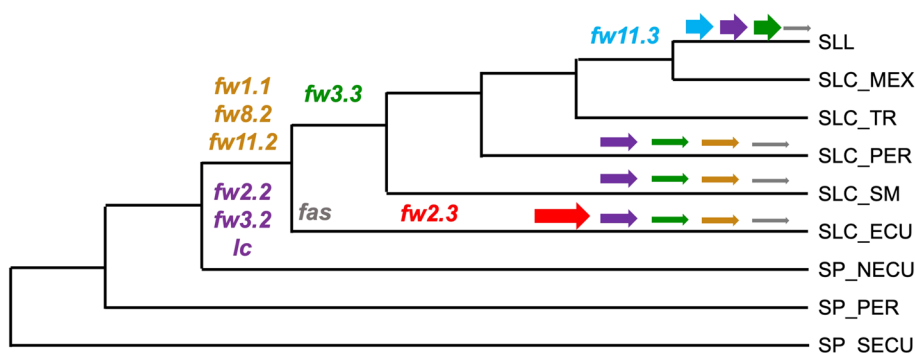 fw11.3
SLL
fw1.1
fw8.2
fw11.2
fw3.3
SLC_MEX
SLC_TR
SLC_PER
fw2.2
fw3.2
lc
fas
fw2.3
SLC_SM
SLC_ECU
SP_NECU
SP_PER
SP_SECU